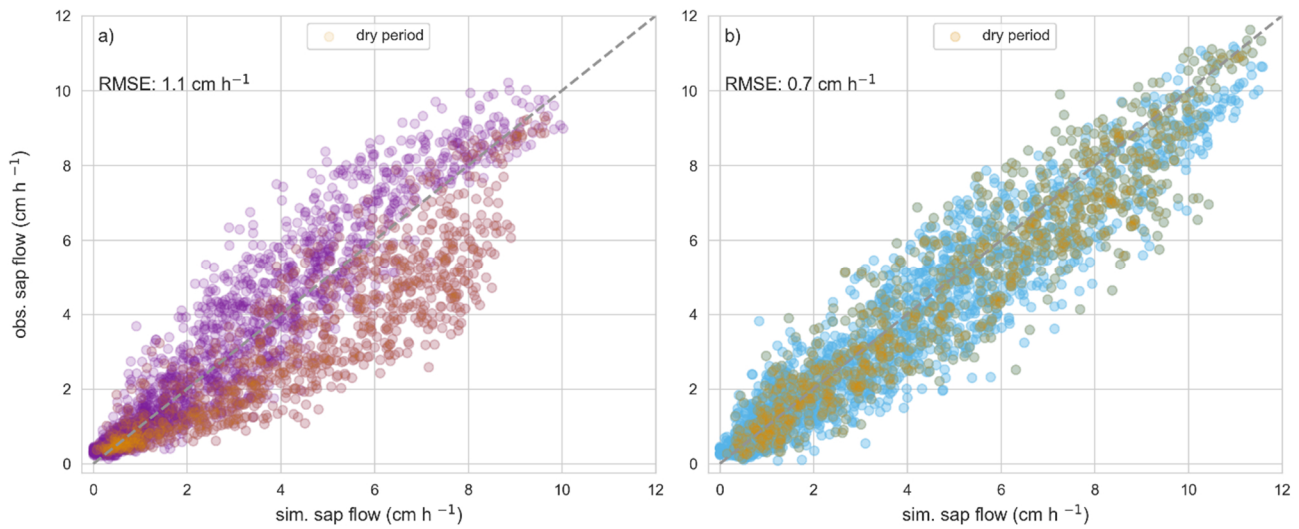 a)
dry period
RMSE: 1.1 cm h⁻¹
12
10
8
6
4
2
0
obs. sap flow (cm h ⁻¹)
0 2 4 6 8 10 12
sim. sap flow (cm h ⁻¹)
b)
dry period
RMSE: 0.7 cm h⁻¹
12
10
8
6
4
2
0
0 2 4 6 8 10 12
sim. sap flow (cm h ⁻¹)